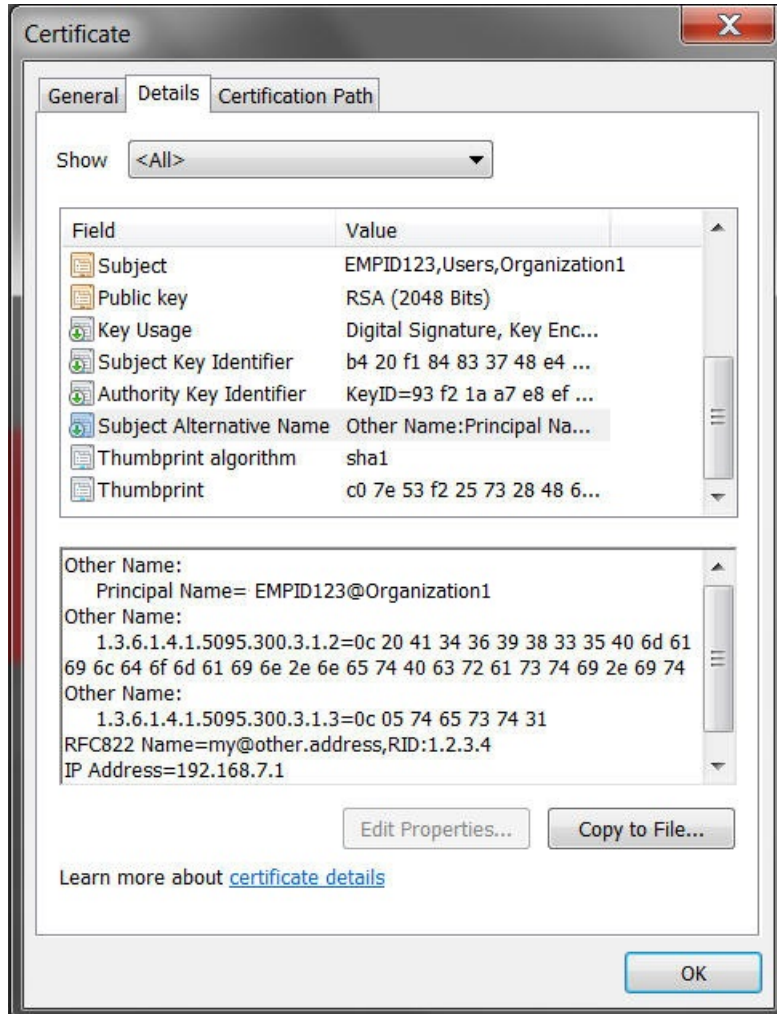 Certificate
X
General Details Certification Path
Show <All>
Field Value
Subject EMPID123,Users,Organization1
Public key RSA (2048 Bits)
Key Usage Digital Signature, Key Enc...
Subject Key Identifier b4 20 f1 84 83 37 48 e4 ...
Authority Key Identifier KeyID=93 f2 1a a7 e8 ef ...
Subject Alternative Name Other Name:Principal Na...
Thumbprint algorithm sha1
Thumbprint c0 7e 53 f2 25 73 28 48 6...
Other Name:
Principal Name= EMPID123@Organization1
Other Name:
1.3.6.1.4.1.5095.300.3.1.2=0c 20 41 34 36 39 38 33 35 40 6d 61
69 6c 64 6f 6d 61 69 6e 2e 6e 65 74 40 63 72 61 73 74 69 2e 69 74
Other Name:
1.3.6.1.4.1.5095.300.3.1.3=0c 05 74 65 73 74 31
RFC822 Name=my@other.address,RID:1.2.3.4
IP Address=192.168.7.1
Edit Properties... Copy to File...
Learn more about certificate details
OK